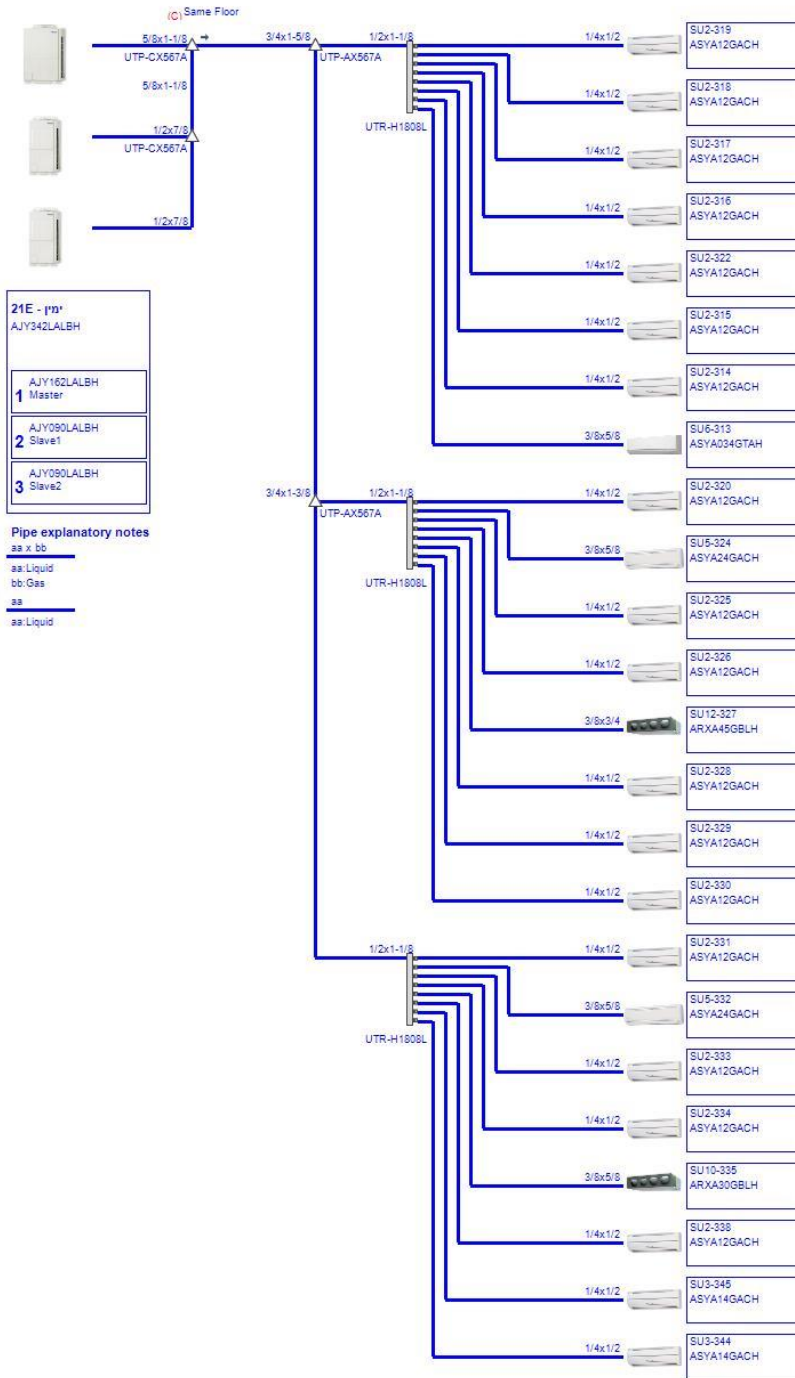 (C) Same Floor
5/8x1-1/8
UTP-CX567A
5/8x1-1/8
1/2x7/8
UTP-CX567A
1/2x7/8
21E - ימין
AJY342LALBH
1
AJY162LALBH
Master
2
AJY090LALBH
Slave1
3
AJY090LALBH
Slave2
Pipe explanatory notes
aa x bb
aa:Liquid
bb:Gas
aa
aa:Liquid
3/4x1-5/8
UTP-AX567A
1/2x1-1/8
UTR-H1808L
1/4x1/2
SU2-319
ASYA12GACH
1/4x1/2
SU2-318
ASYA12GACH
1/4x1/2
SU2-317
ASYA12GACH
1/4x1/2
SU2-316
ASYA12GACH
1/4x1/2
SU2-322
ASYA12GACH
1/4x1/2
SU2-315
ASYA12GACH
1/4x1/2
SU2-314
ASYA12GACH
3/8x5/8
SU6-313
ASYA034GTAH
3/4x1-3/8
UTP-AX567A
1/2x1-1/8
UTR-H1808L
1/4x1/2
SU2-320
ASYA12GACH
3/8x5/8
SU5-324
ASYA24GACH
1/4x1/2
SU2-325
ASYA12GACH
1/4x1/2
SU2-326
ASYA12GACH
3/8x3/4
SU12-327
ARXA45GBLH
1/4x1/2
SU2-328
ASYA12GACH
1/4x1/2
SU2-329
ASYA12GACH
1/4x1/2
SU2-330
ASYA12GACH
1/2x1-1/8
UTR-H1808L
1/4x1/2
SU2-331
ASYA12GACH
3/8x5/8
SU5-332
ASYA24GACH
1/4x1/2
SU2-333
ASYA12GACH
1/4x1/2
SU2-334
ASYA12GACH
3/8x5/8
SU10-335
ARXA30GBLH
1/4x1/2
SU2-338
ASYA12GACH
1/4x1/2
SU3-345
ASYA14GACH
1/4x1/2
SU3-344
ASYA14GACH